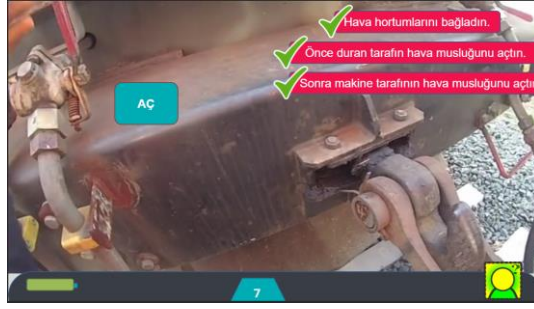 Hava hortumlarını bağladın.
Önce duran tarafın hava musluğunu açtın.
Sonra makine tarafının hava musluğunu açtı
AÇ
7